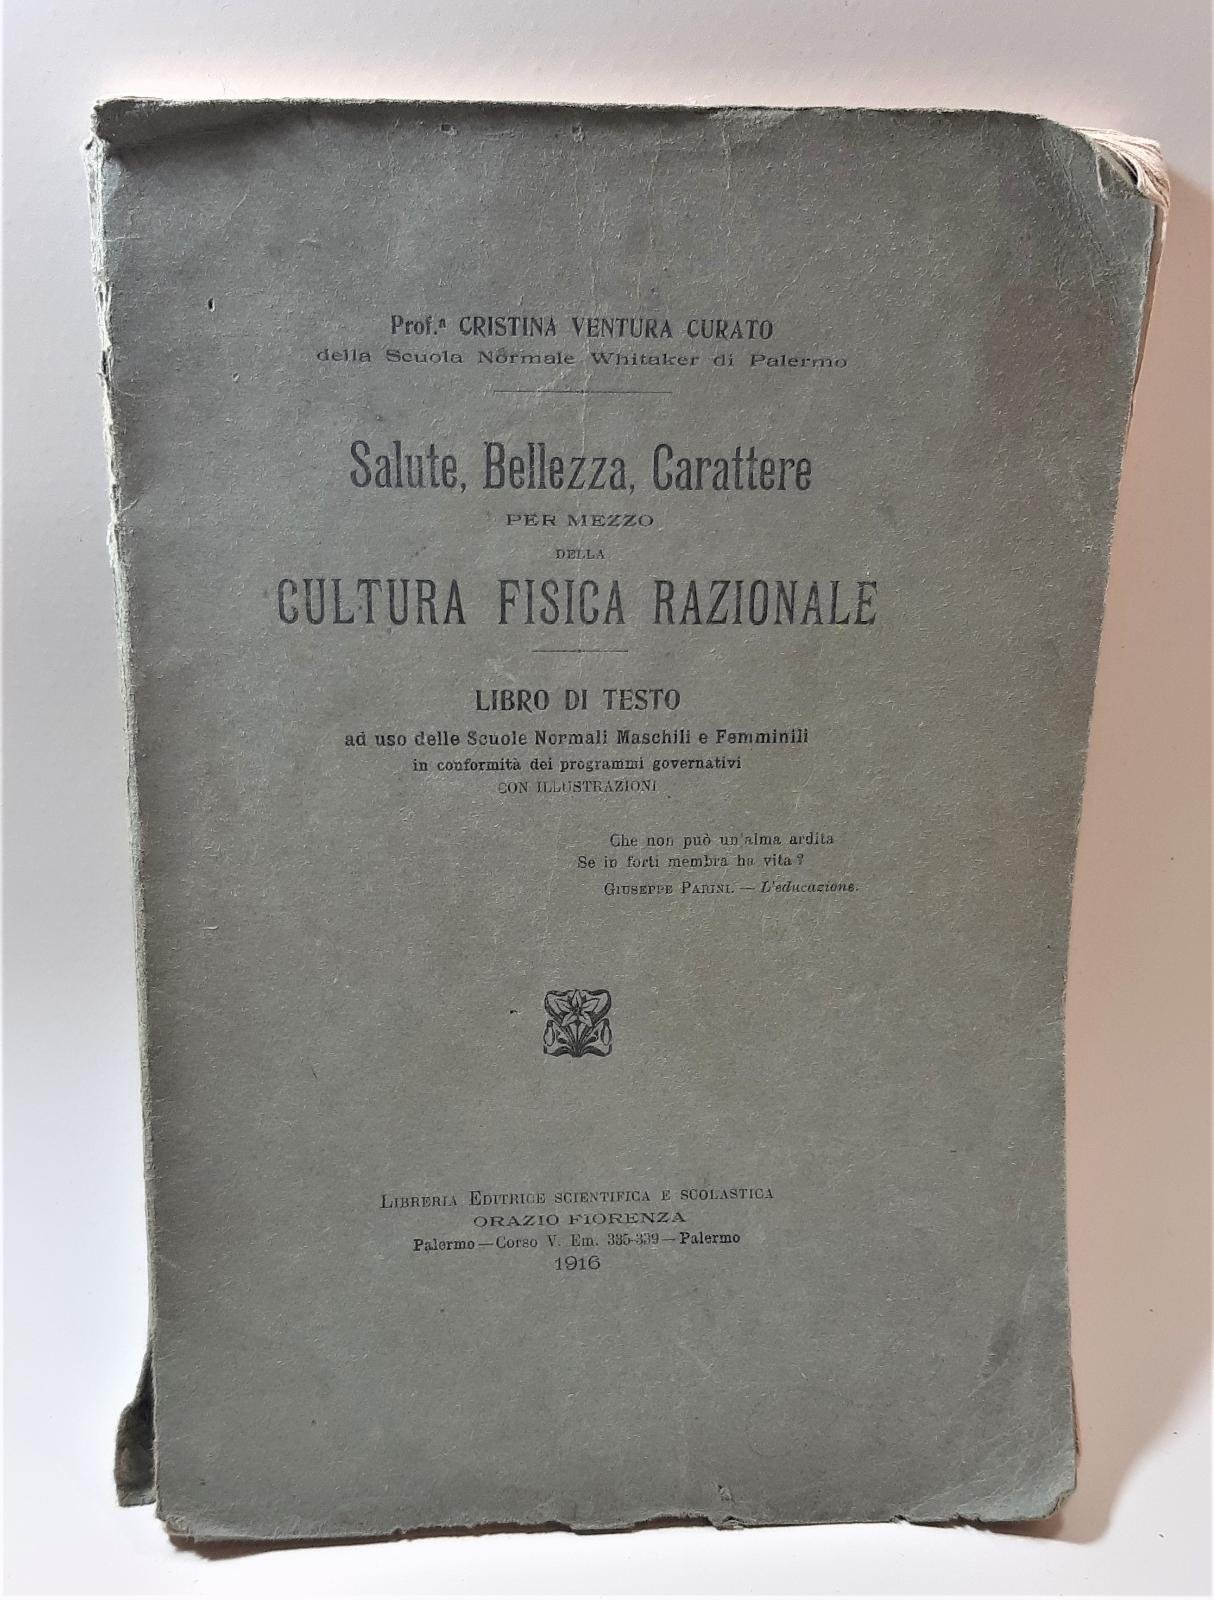 Prof.ª CRISTINA VENTURA CURATO
della Scuola Normale Whitaker di Palermo
Salute, Bellezza, Carattere
PER MEZZO
DELLA
CULTURA FISICA RAZIONALE
LIBRO DI TESTO
ad uso delle Scuole Normali Maschili e Femminili
in conformità dei programmi governativi
CON ILLUSTRAZIONI
Che non può un'alma ardita
Se in forti membra ha vita?
GIUSEPPE PARINI. — L'educazione.
LIBRERIA EDITRICE SCIENTIFICA E SCOLASTICA
ORAZIO FIORENZA
Palermo — Corso V. Em. 335-339 — Palermo
1916